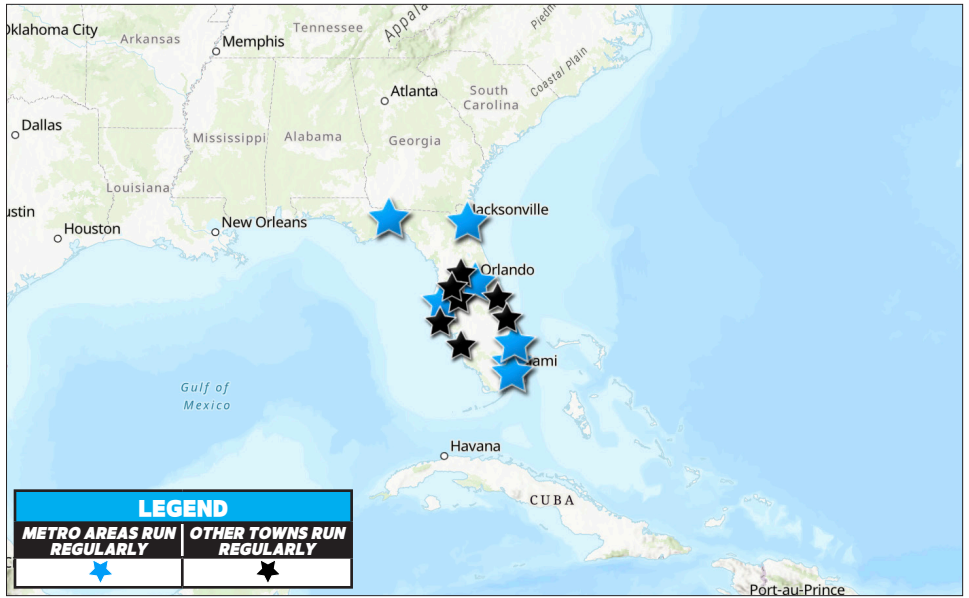 Oklahoma City
Arkansas
Tennessee
Appala
Piedm
Memphis
Coastal Plain
Atlanta
South
Carolina
Dallas
Mississippi
Alabama
Georgia
Louisiana
ustin
Houston
New Orleans
Jacksonville
Orlando
ami
Gulf of
Mexico
Havana
CUBA
Port-au-Prince
LEGEND
METRO AREAS RUN
REGULARLY
OTHER TOWNS RUN
REGULARLY